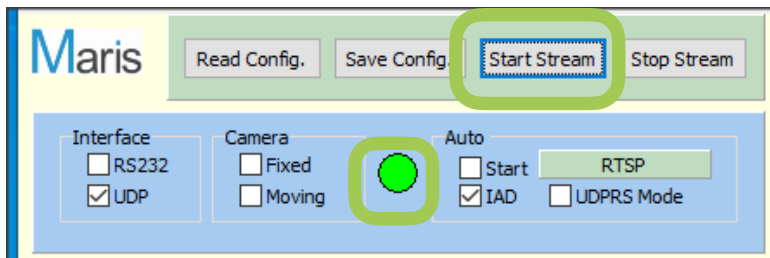 Maris
Read Config. Save Config. Start Stream Stop Stream
Interface Camera Auto
RS232 Fixed Start RTSP
UDP Moving IAD UDPRS Mode